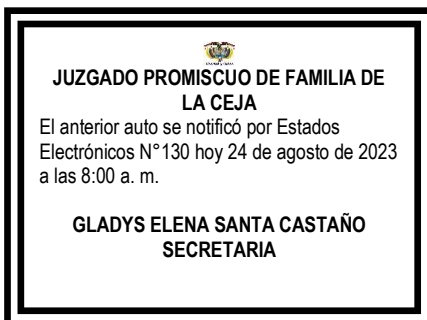 JUZGADO PROMISCUO DE FAMILIA DE
LA CEJA
El anterior auto se notificó por Estados
Electrónicos N°130 hoy 24 de agosto de 2023
a las 8:00 a. m.
GLADYS ELENA SANTA CASTAÑO
SECRETARIA